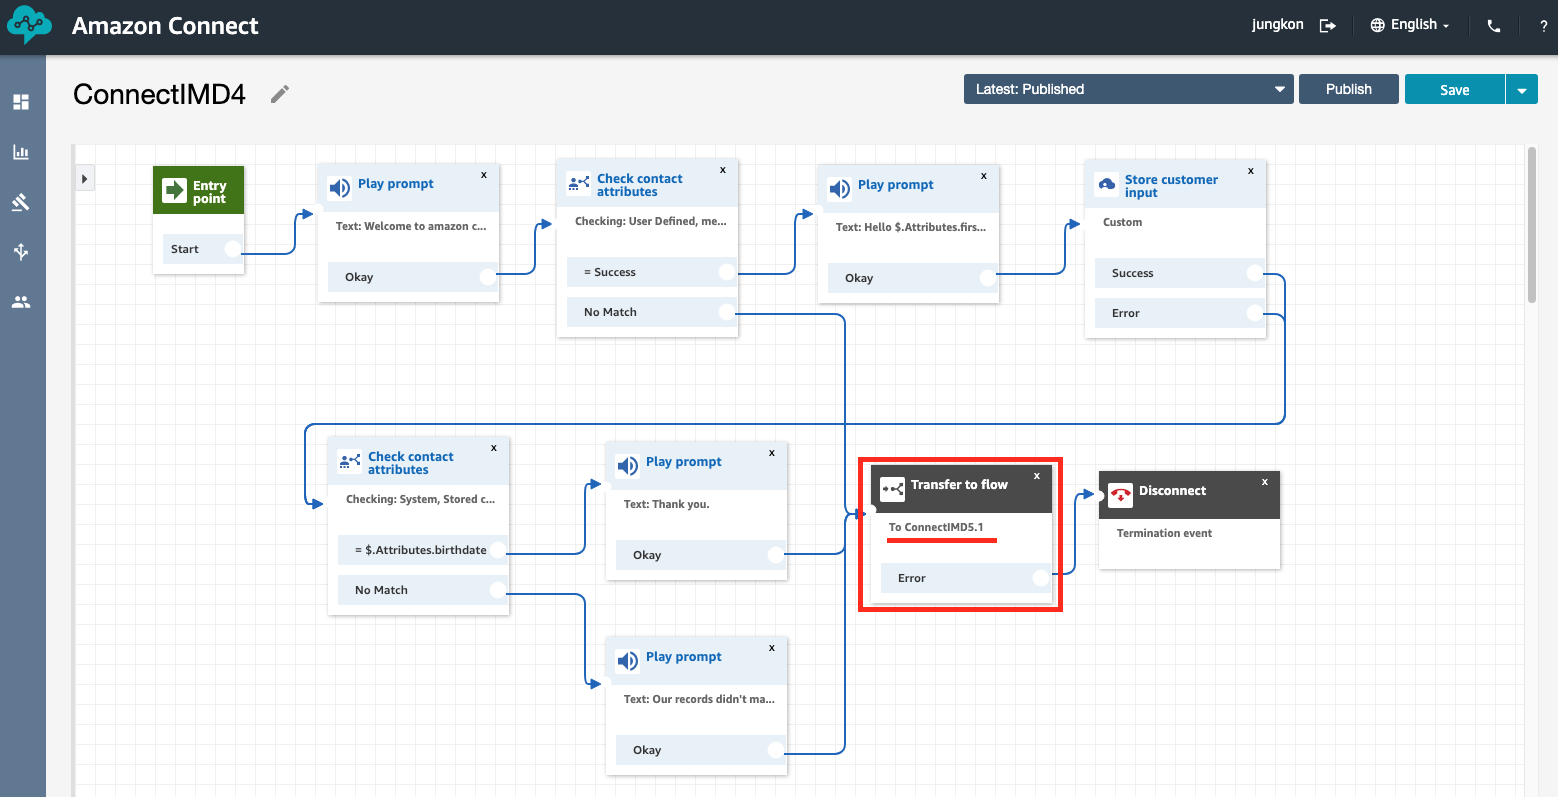 Amazon Connect
jungkon
English
?
ConnectIMD4
Latest: Published
Publish
Save
Entry
point
Start
x
Play prompt
Text: Welcome to amazon c...
Okay
x
Check contact
attributes
Checking: User Defined, me...
= Success
No Match
x
Play prompt
Text: Hello $.Attributes.firs...
Okay
x
Store customer
input
Custom
Success
Error
x
Check contact
attributes
Checking: System, Stored c...
= $.Attributes.birthdate
No Match
x
Play prompt
Text: Thank you.
Okay
x
Transfer to flow
To ConnectIMD5.1
Error
x
Disconnect
Termination event
x
Play prompt
Text: Our records didn't ma...
Okay